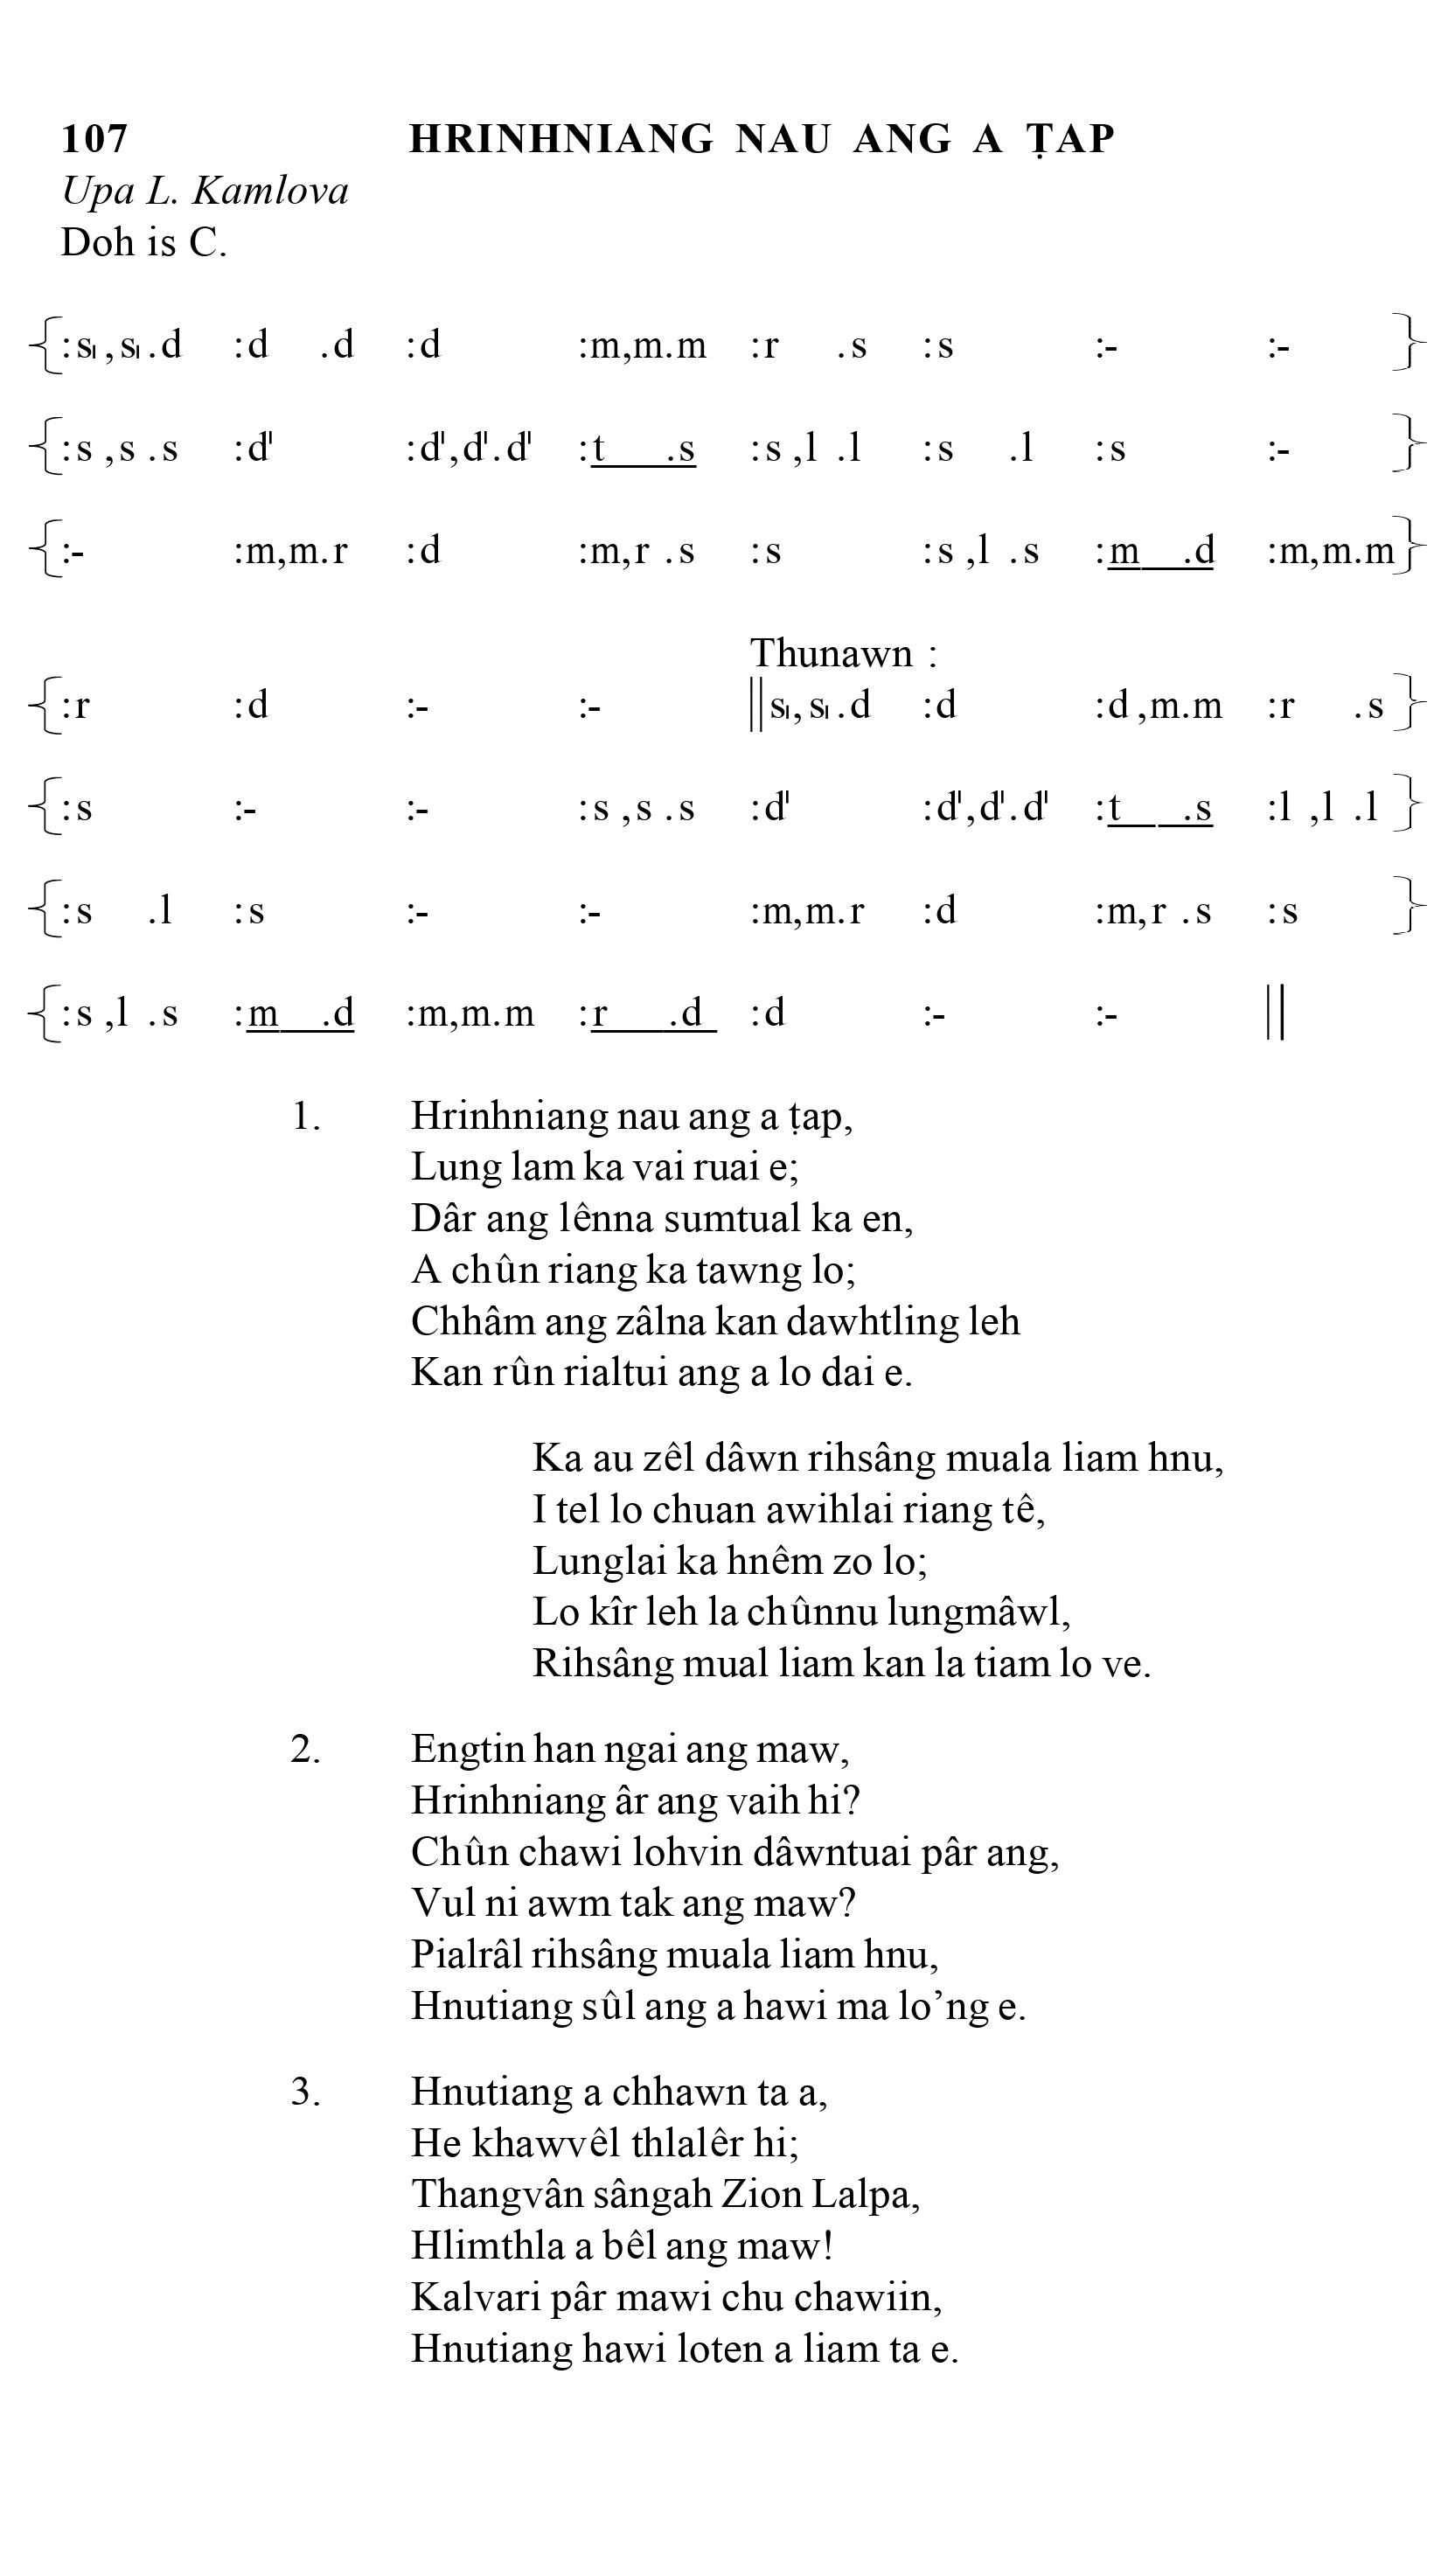 107 HRINHNIANG NAU ANG A ṬAP
Upa L. Kamlova
Doh is C.
{:s₁,s₁.d :d .d :d :m,m.m :r .s :s :- :- }
{:s ,s .s :d' :d',d'.d' :t .s :s ,l .l :s .l :s :- }
{:- :m,m.r :d :m,r .s :s :s ,l .s :m .d :m,m.m}
Thunawn :
{:r :d :- :- ||s₁,s₁.d :d :d ,m.m :r .s}
{:s :- :- :s ,s .s :d' :d',d'.d' :t .s :l ,l .l}
{:s .l :s :- :- :m,m.r :d :m,r .s :s }
{:s ,l .s :m .d :m,m.m :r .d :d :- :- ||
1. Hrinhniang nau ang a ṭap,
Lung lam ka vai ruai e;
Dâr ang lênna sumtual ka en,
A chûn riang ka tawng lo;
Chhâm ang zâlna kan dawhtling leh
Kan rûn rialtui ang a lo dai e.
Ka au zêl dâwn rihsâng muala liam hnu,
I tel lo chuan awihlai riang tê,
Lunglai ka hnêm zo lo;
Lo kîr leh la chûnnu lungmâwl,
Rihsâng mual liam kan la tiam lo ve.
2. Engtin han ngai ang maw,
Hrinhniang âr ang vaih hi?
Chûn chawi lohvin dâwntuai pâr ang,
Vul ni awm tak ang maw?
Pialrâl rihsâng muala liam hnu,
Hnutiang sûl ang a hawi ma lo’ng e.
3. Hnutiang a chhawn ta a,
He khawvêl thlalêr hi;
Thangvân sângah Zion Lalpa,
Hlimthla a bêl ang maw!
Kalvari pâr mawi chu chawiin,
Hnutiang hawi loten a liam ta e.